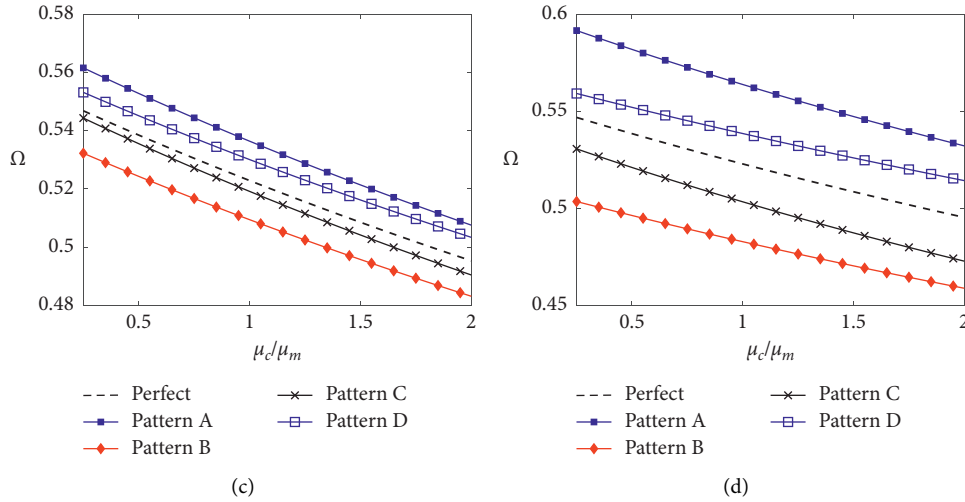 0.58
0.56
0.54
Ω
0.52
0.5
0.48
0.5
1
1.5
2
μc/μm
Perfect
Pattern A
Pattern B
Pattern C
Pattern D
(c)
0.6
0.55
Ω
0.5
0.45
0.5
1
1.5
2
μc/μm
Perfect
Pattern A
Pattern B
Pattern C
Pattern D
(d)